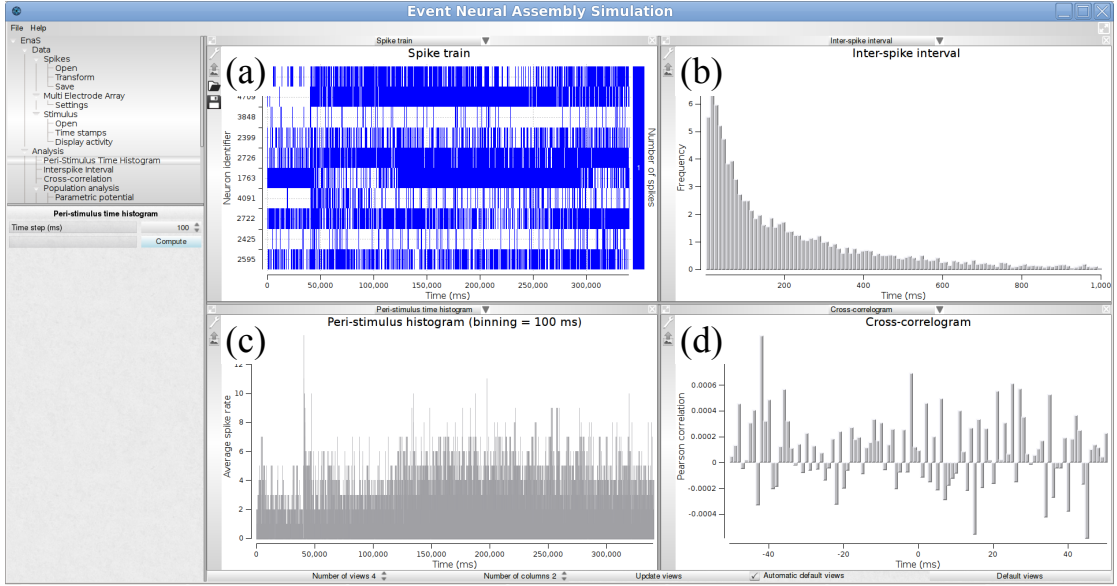 Event Neural Assembly Simulation
File Help
EnaS
Data
Spikes
Open
Transform
Save
Multi Electrode Array
Settings
Stimulus
Open
Time stamps
Display activity
Analysis
Peri-Stimulus Time Histogram
Interspike Interval
Cross-correlation
Population analysis
Parametric potential
Peri-stimulus time histogram
Time step (ms) 100
Compute
Spike train
Spike train
(a)
Neuron identifier
4709
3848
2399
2726
1763
4091
2722
2425
2595
0 50,000 100,000 150,000 200,000 250,000 300,000
Time (ms)
1
Number of spikes
Inter-spike interval
Inter-spike interval
(b)
Frequency
6
5
4
3
2
1
0
200 400 600 800 1,000
Time (ms)
Peri-stimulus time histogram
Peri-stimulus histogram (binning = 100 ms)
(c)
Average spike rate
12
10
8
6
4
2
0
0 50,000 100,000 150,000 200,000 250,000 300,000
Time (ms)
Cross-correlogram
Cross-correlogram
(d)
Pearson correlation
0.0006
0.0004
0.0002
0
-0.0002
-0.0004
-40 -20 0 20 40
Time (ms)
Number of views 4 Number of columns 2 Update views Automatic default views Default views